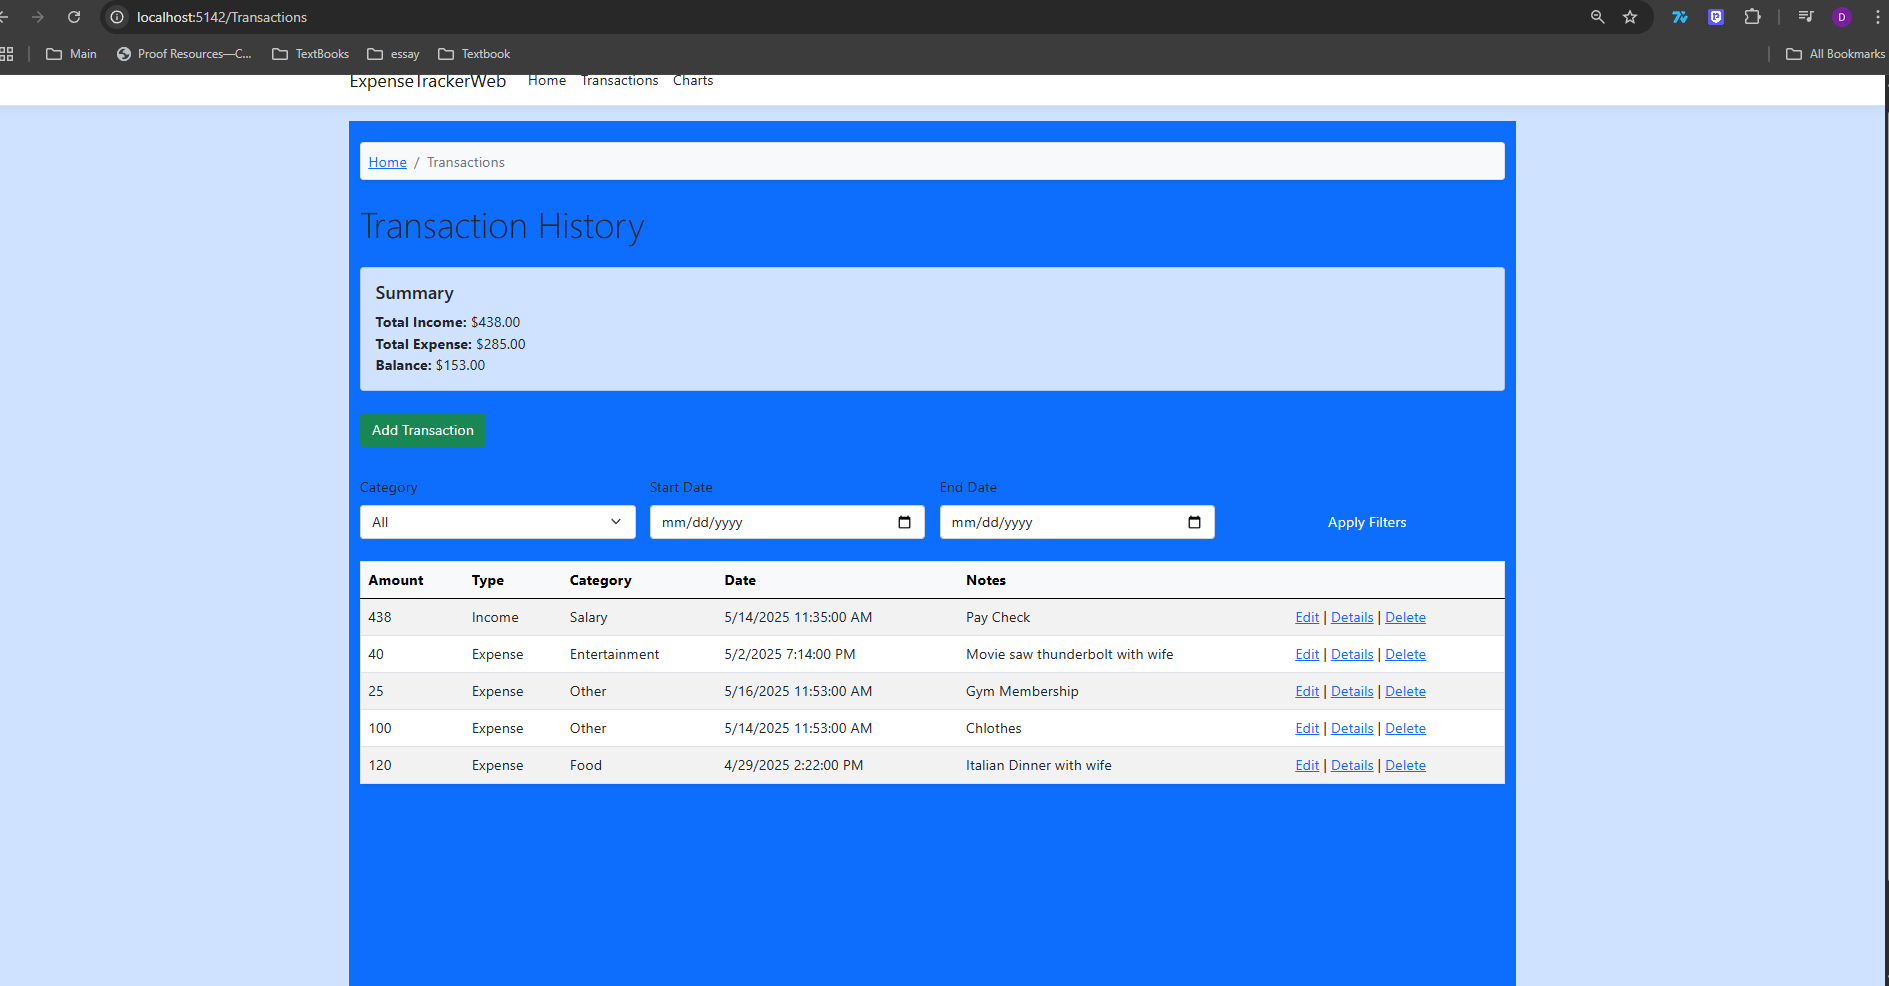 localhost:5142/Transactions
D
Main Proof Resources—C... TextBooks essay Textbook All Bookmarks
ExpenseTrackerWeb Home Transactions Charts
Home / Transactions
Transaction History
Summary
Total Income: $438.00
Total Expense: $285.00
Balance: $153.00
Add Transaction
Category Start Date End Date
All mm/dd/yyyy mm/dd/yyyy Apply Filters
Amount Type Category Date Notes
438 Income Salary 5/14/2025 11:35:00 AM Pay Check Edit | Details | Delete
40 Expense Entertainment 5/2/2025 7:14:00 PM Movie saw thunderbolt with wife Edit | Details | Delete
25 Expense Other 5/16/2025 11:53:00 AM Gym Membership Edit | Details | Delete
100 Expense Other 5/14/2025 11:53:00 AM Chlothes Edit | Details | Delete
120 Expense Food 4/29/2025 2:22:00 PM Italian Dinner with wife Edit | Details | Delete